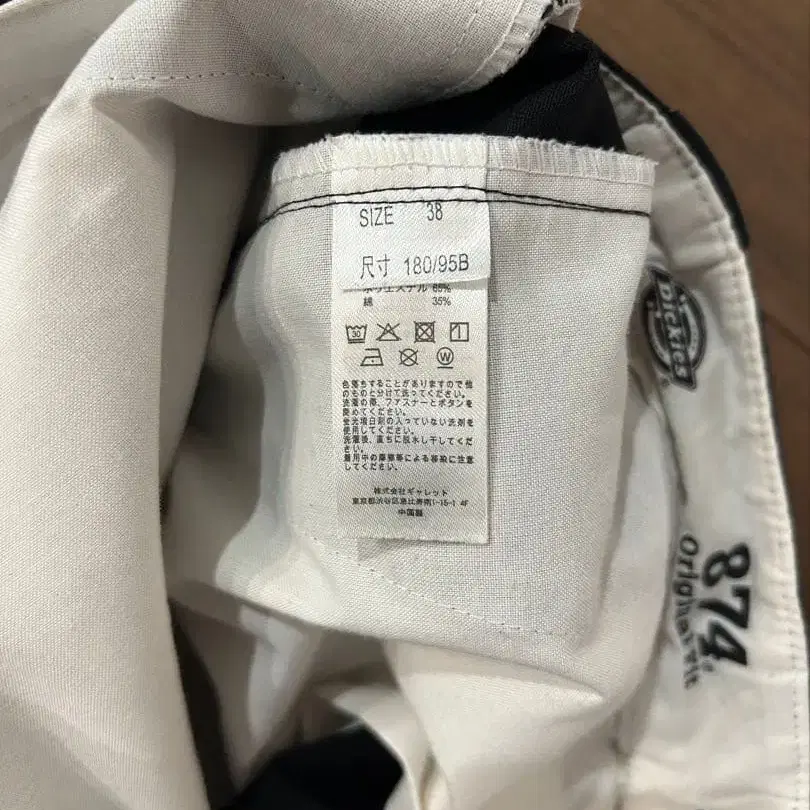 SIZE 38
尺寸 180/95B
ポリエステル 65%
綿 35%
30
W
色落ちすることがありますので他
のものと分けて洗ってください。
洗濯の際、ファスナーとボタンを
閉めてください。
蛍光増白剤の入っていない洗剤を
使用してください。
洗濯後、直ちに脱水し干してくだ
さい。
着用中の摩擦等による移染に注意
してください。
株式会社ギャレット
東京都渋谷区恵比寿南1-15-1 4F
中国製
Dickies
874
original fit